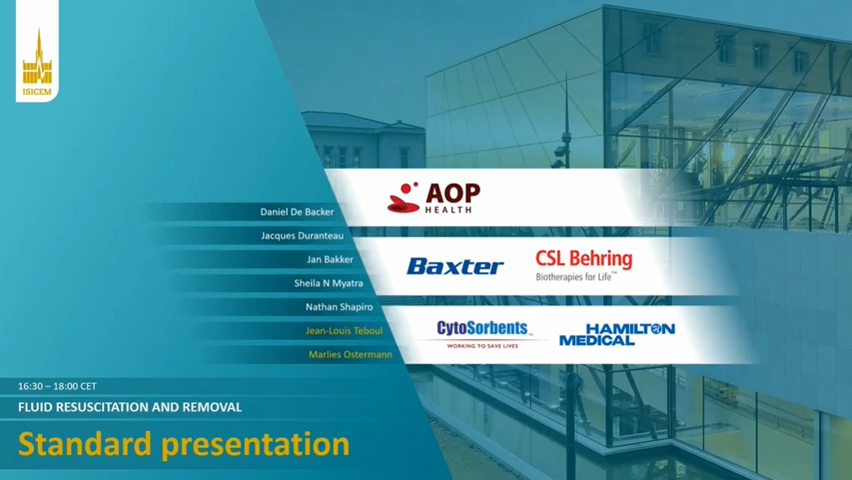 ISICEM
AOP
HEALTH
Daniel De Backer
Jacques Duranteau
Jan Bakker
Sheila N Myatra
Nathan Shapiro
Jean-Louis Teboul
Marlies Ostermann
Baxter
CSL Behring
Biotherapies for Life™
CytoSorbents™
WORKING TO SAVE LIVES
HAMILTON
MEDICAL
16:30 – 18:00 CET
FLUID RESUSCITATION AND REMOVAL
Standard presentation